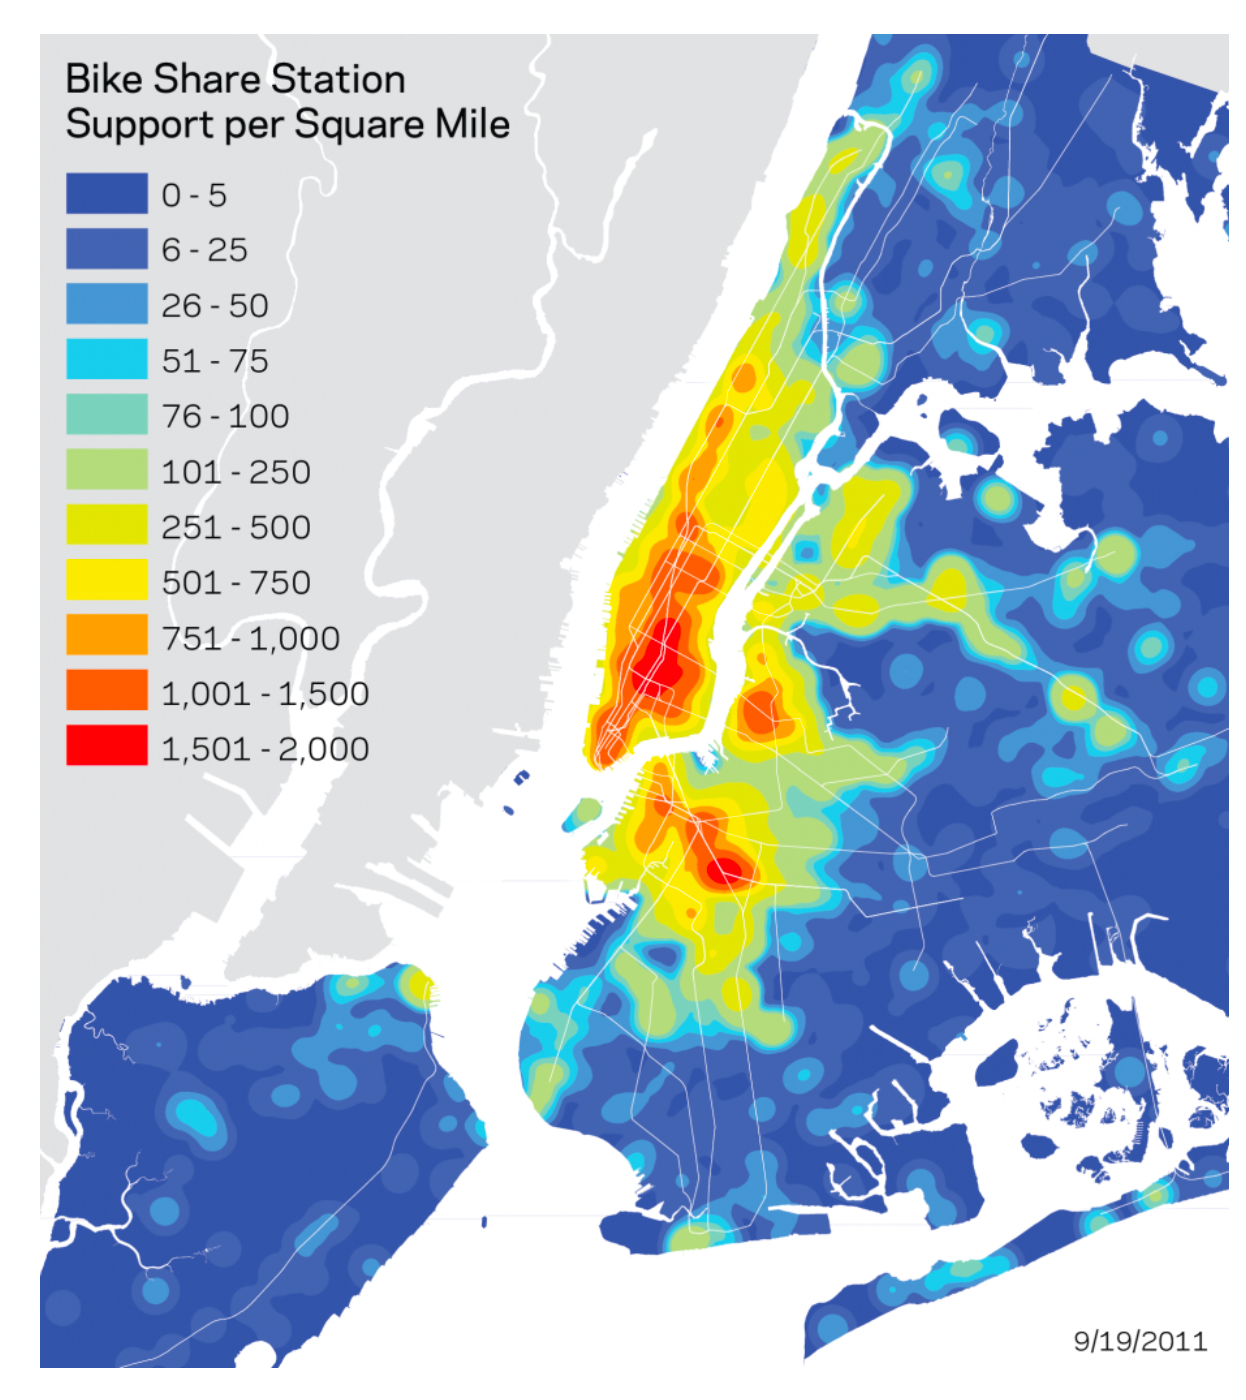 Bike Share Station
Support per Square Mile
0 - 5
6 - 25
26 - 50
51 - 75
76 - 100
101 - 250
251 - 500
501 - 750
751 - 1,000
1,001 - 1,500
1,501 - 2,000
9/19/2011